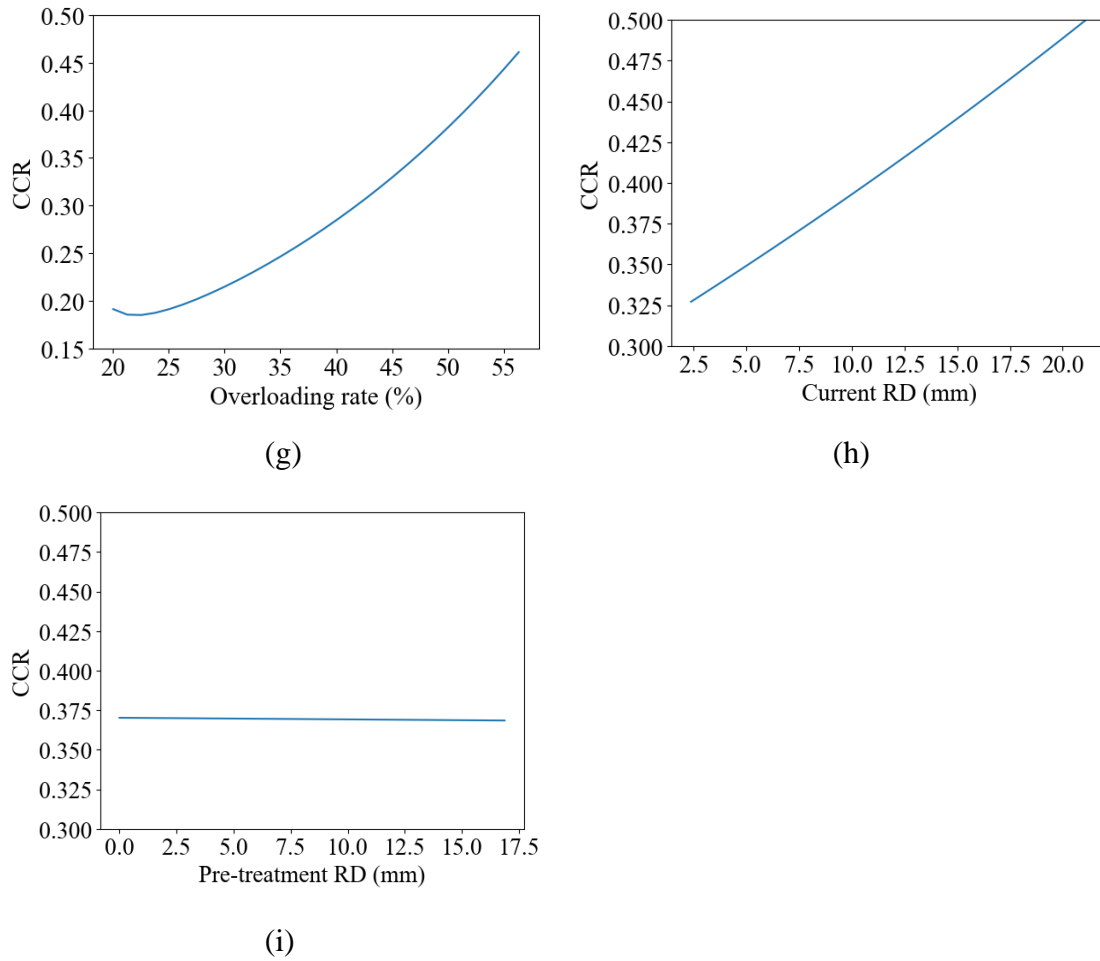 0.50
0.45
0.40
0.35
0.30
0.25
0.20
0.15
CCR
20 25 30 35 40 45 50 55
Overloading rate (%)
(g)
0.500
0.475
0.450
0.425
0.400
0.375
0.350
0.325
0.300
CCR
2.5 5.0 7.5 10.0 12.5 15.0 17.5 20.0
Current RD (mm)
(h)
0.500
0.475
0.450
0.425
0.400
0.375
0.350
0.325
0.300
CCR
0.0 2.5 5.0 7.5 10.0 12.5 15.0 17.5
Pre-treatment RD (mm)
(i)